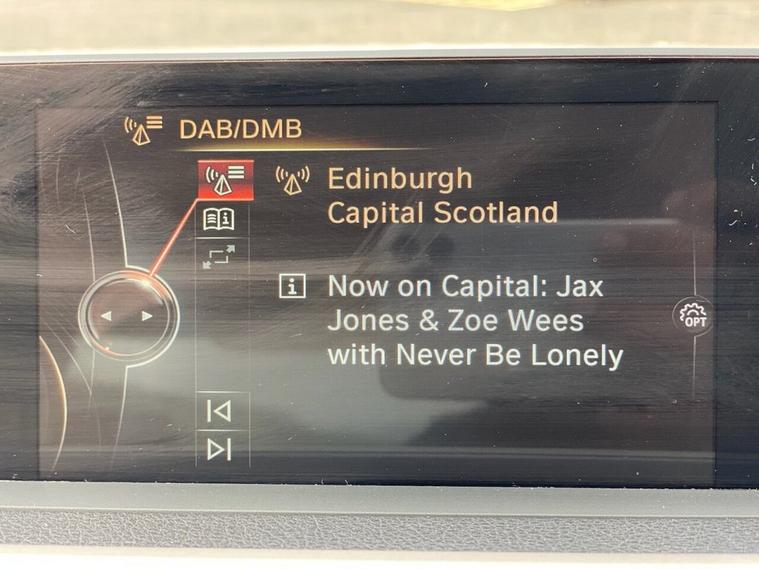 DAB/DMB
Edinburgh
Capital Scotland
Now on Capital: Jax
Jones & Zoe Wees
with Never Be Lonely
OPT